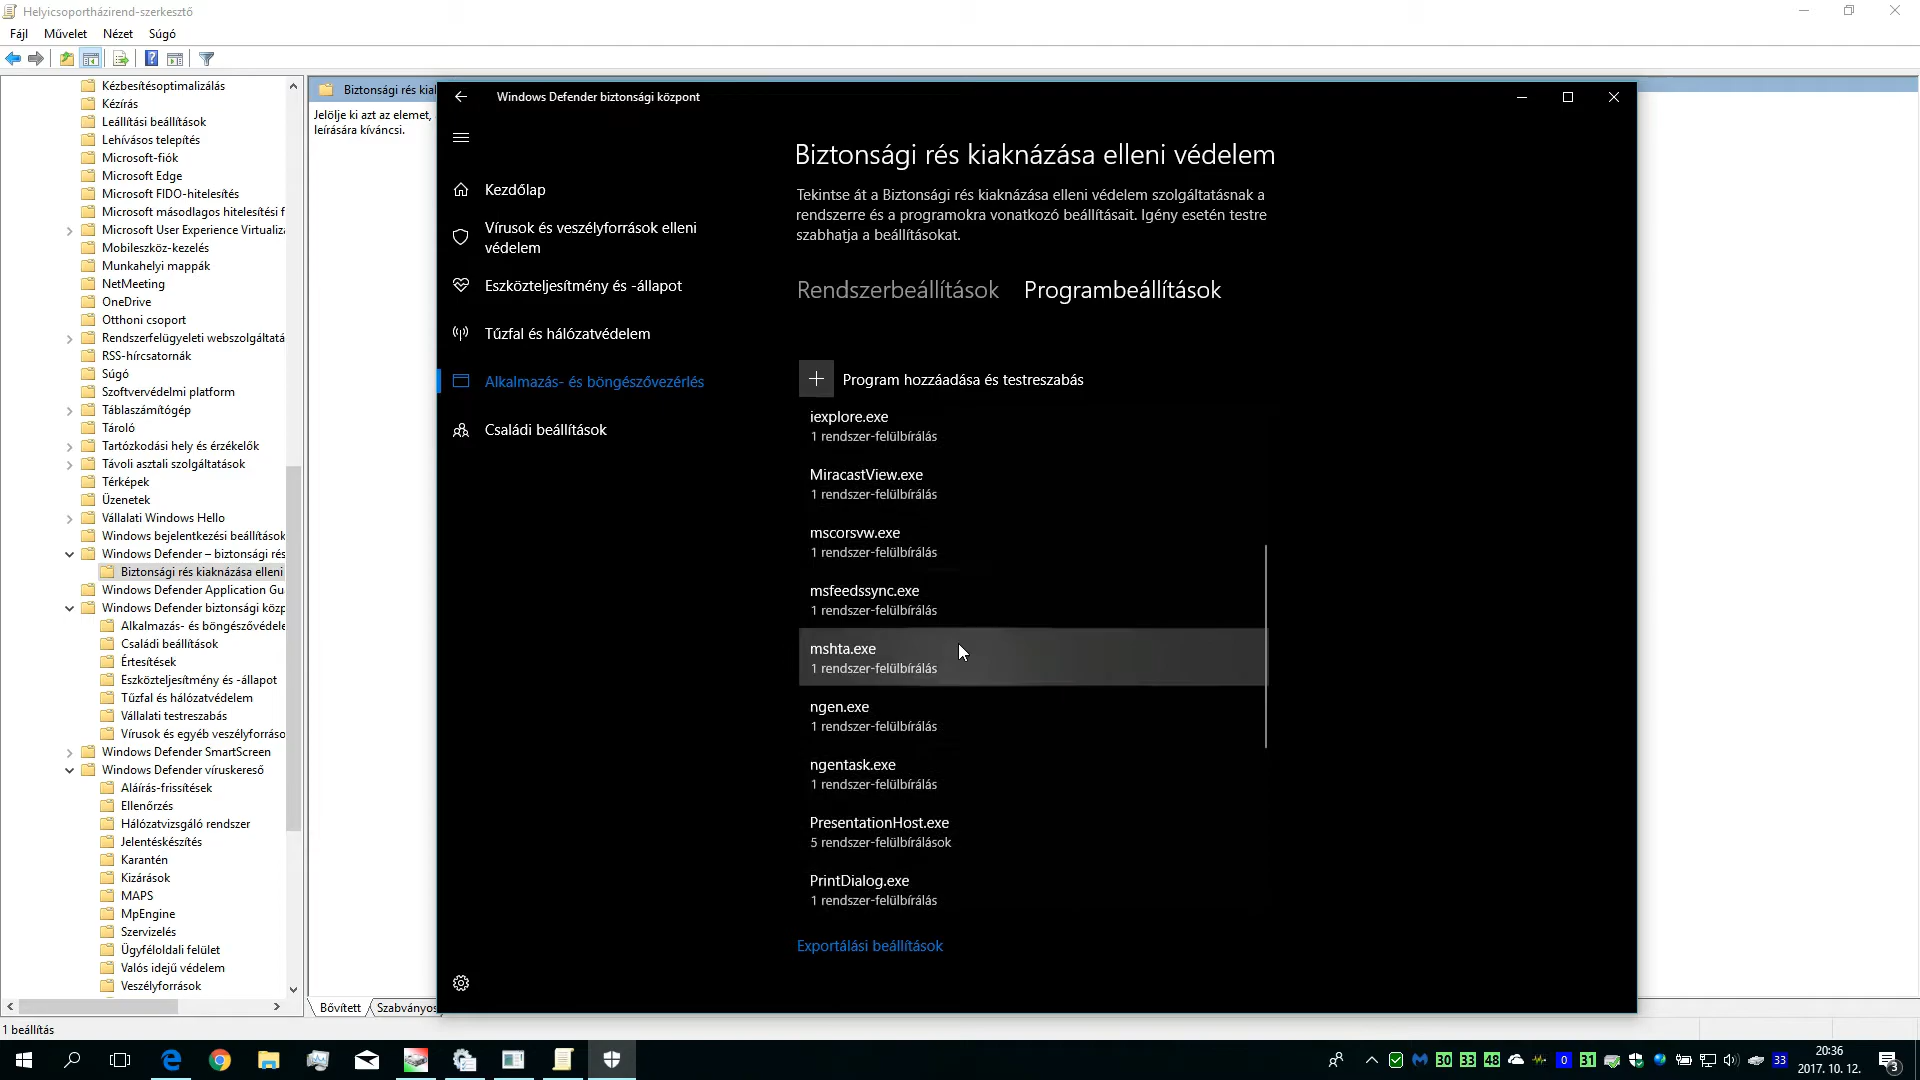 Helyicsoportházirend-szerkesztő
Fájl Művelet Nézet Súgó
Kézbesítésoptimalizálás
Kézírás
Leállítási beállítások
Lehívásos telepítés
Microsoft-fiók
Microsoft Edge
Microsoft FIDO-hitelesítés
Microsoft másodlagos hitelesítési f
Microsoft User Experience Virtualiza
Mobileszköz-kezelés
Munkahelyi mappák
NetMeeting
OneDrive
Otthoni csoport
Rendszerfelügyeleti webszolgáltatá
RSS-hírcsatornák
Súgó
Szoftvervédelmi platform
Táblaszámítógép
Tároló
Tartózkodási hely és érzékelők
Távoli asztali szolgáltatások
Térképek
Üzenetek
Vállalati Windows Hello
Windows bejelentkezési beállítások
Windows Defender – biztonsági rés
Biztonsági rés kiaknázása elleni
Windows Defender Application Gu
Windows Defender biztonsági közp
Alkalmazás- és böngészővédele
Családi beállítások
Értesítések
Eszközteljesítmény és -állapot
Tűzfal és hálózatvédelem
Vállalati testreszabás
Vírusok és egyéb veszélyforráso
Windows Defender SmartScreen
Windows Defender víruskereső
Aláírás-frissítések
Ellenőrzés
Hálózatvizsgáló rendszer
Jelentéskészítés
Karantén
Kizárások
MAPS
MpEngine
Szervizelés
Ügyféloldali felület
Valós idejű védelem
Veszélyforrások
Biztonsági rés kial
Jelölje ki azt az elemet,
leírására kíváncsi.
Bővített Szabványos
1 beállítás
Windows Defender biztonsági központ
Kezdőlap
Vírusok és veszélyforrások elleni
védelem
Eszközteljesítmény és -állapot
Tűzfal és hálózatvédelem
Alkalmazás- és böngészővezérlés
Családi beállítások
Biztonsági rés kiaknázása elleni védelem
Tekintse át a Biztonsági rés kiaknázása elleni védelem szolgáltatásnak a
rendszerre és a programokra vonatkozó beállításait. Igény esetén testre
szabhatja a beállításokat.
Rendszerbeállítások Programbeállítások
Program hozzáadása és testreszabás
iexplore.exe
1 rendszer-felülbírálás
MiracastView.exe
1 rendszer-felülbírálás
mscorsvw.exe
1 rendszer-felülbírálás
msfeedssync.exe
1 rendszer-felülbírálás
mshta.exe
1 rendszer-felülbírálás
ngen.exe
1 rendszer-felülbírálás
ngentask.exe
1 rendszer-felülbírálás
PresentationHost.exe
5 rendszer-felülbírálások
PrintDialog.exe
1 rendszer-felülbírálás
Exportálási beállítások
30 33 48 0 31 33
20:36
2017. 10. 12.
3